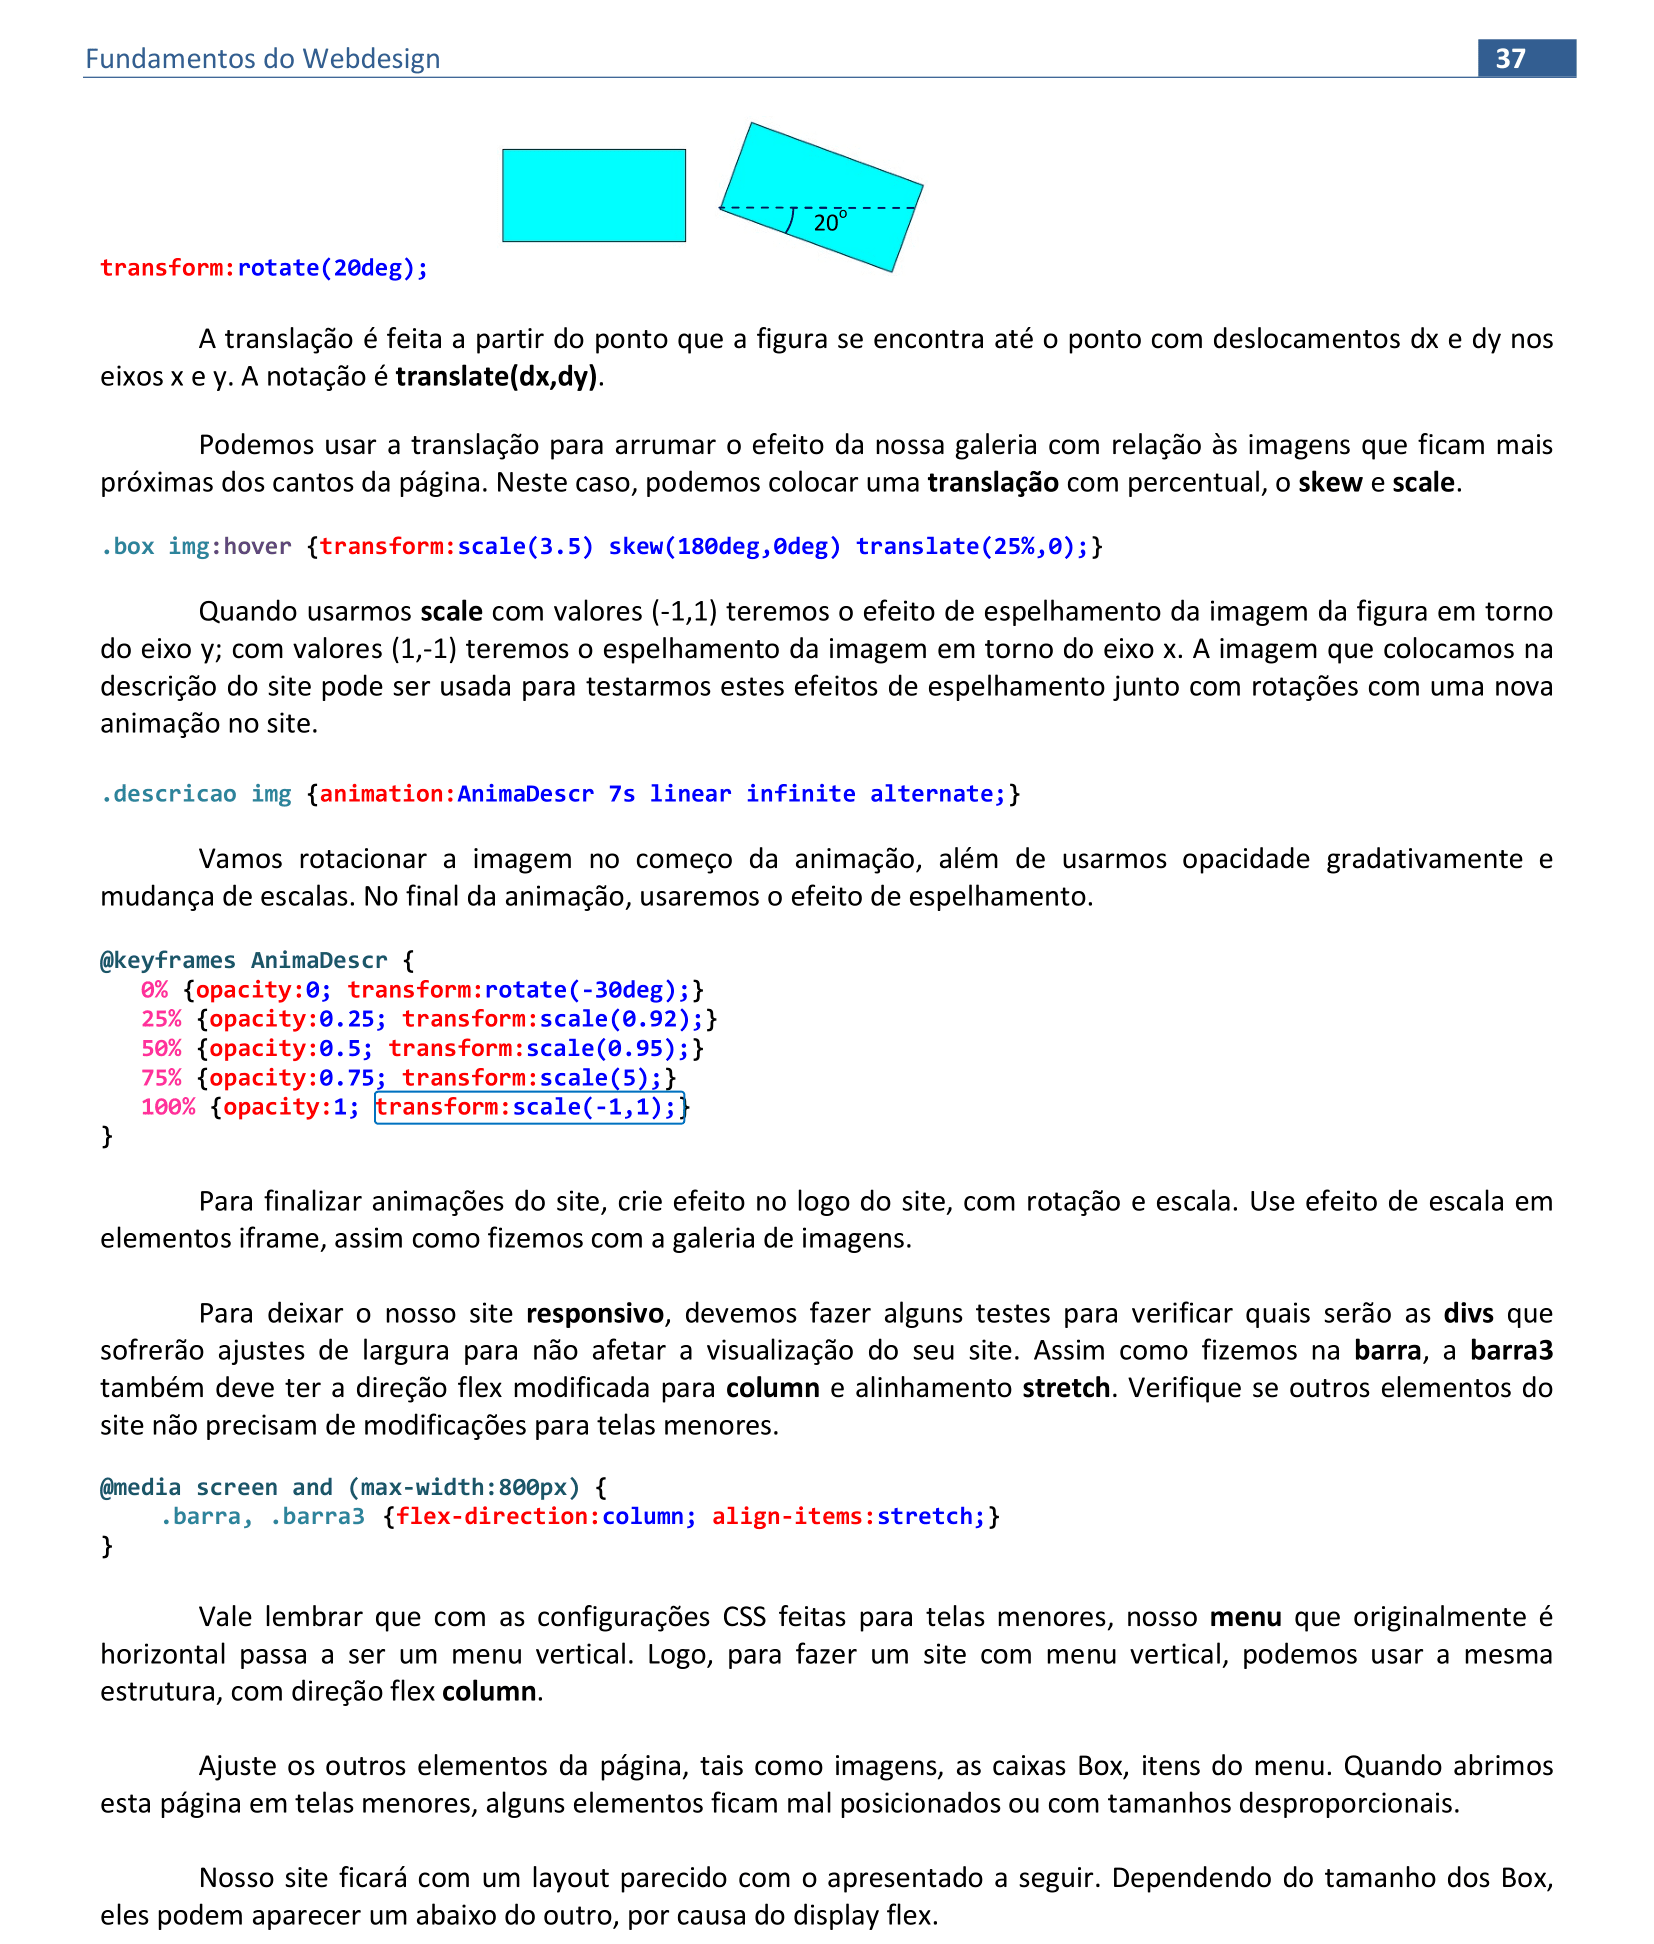 Fundamentos do Webdesign
37
20º
transform:rotate(20deg);
A translação é feita a partir do ponto que a figura se encontra até o ponto com deslocamentos dx e dy nos
eixos x e y. A notação é translate(dx,dy).
Podemos usar a translação para arrumar o efeito da nossa galeria com relação às imagens que ficam mais
próximas dos cantos da página. Neste caso, podemos colocar uma translação com percentual, o skew e scale.
.box img:hover {transform:scale(3.5) skew(180deg,0deg) translate(25%,0);}
Quando usarmos scale com valores (-1,1) teremos o efeito de espelhamento da imagem da figura em torno
do eixo y; com valores (1,-1) teremos o espelhamento da imagem em torno do eixo x. A imagem que colocamos na
descrição do site pode ser usada para testarmos estes efeitos de espelhamento junto com rotações com uma nova
animação no site.
.descricao img {animation:AnimaDescr 7s linear infinite alternate;}
Vamos rotacionar a imagem no começo da animação, além de usarmos opacidade gradativamente e
mudança de escalas. No final da animação, usaremos o efeito de espelhamento.
@keyframes AnimaDescr {
0% {opacity:0; transform:rotate(-30deg);}
25% {opacity:0.25; transform:scale(0.92);}
50% {opacity:0.5; transform:scale(0.95);}
75% {opacity:0.75; transform:scale(5);}
100% {opacity:1; transform:scale(-1,1);}
}
Para finalizar animações do site, crie efeito no logo do site, com rotação e escala. Use efeito de escala em
elementos iframe, assim como fizemos com a galeria de imagens.
Para deixar o nosso site responsivo, devemos fazer alguns testes para verificar quais serão as divs que
sofrerão ajustes de largura para não afetar a visualização do seu site. Assim como fizemos na barra, a barra3
também deve ter a direção flex modificada para column e alinhamento stretch. Verifique se outros elementos do
site não precisam de modificações para telas menores.
@media screen and (max-width:800px) {
.barra, .barra3 {flex-direction:column; align-items:stretch;}
}
Vale lembrar que com as configurações CSS feitas para telas menores, nosso menu que originalmente é
horizontal passa a ser um menu vertical. Logo, para fazer um site com menu vertical, podemos usar a mesma
estrutura, com direção flex column.
Ajuste os outros elementos da página, tais como imagens, as caixas Box, itens do menu. Quando abrimos
esta página em telas menores, alguns elementos ficam mal posicionados ou com tamanhos desproporcionais.
Nosso site ficará com um layout parecido com o apresentado a seguir. Dependendo do tamanho dos Box,
eles podem aparecer um abaixo do outro, por causa do display flex.